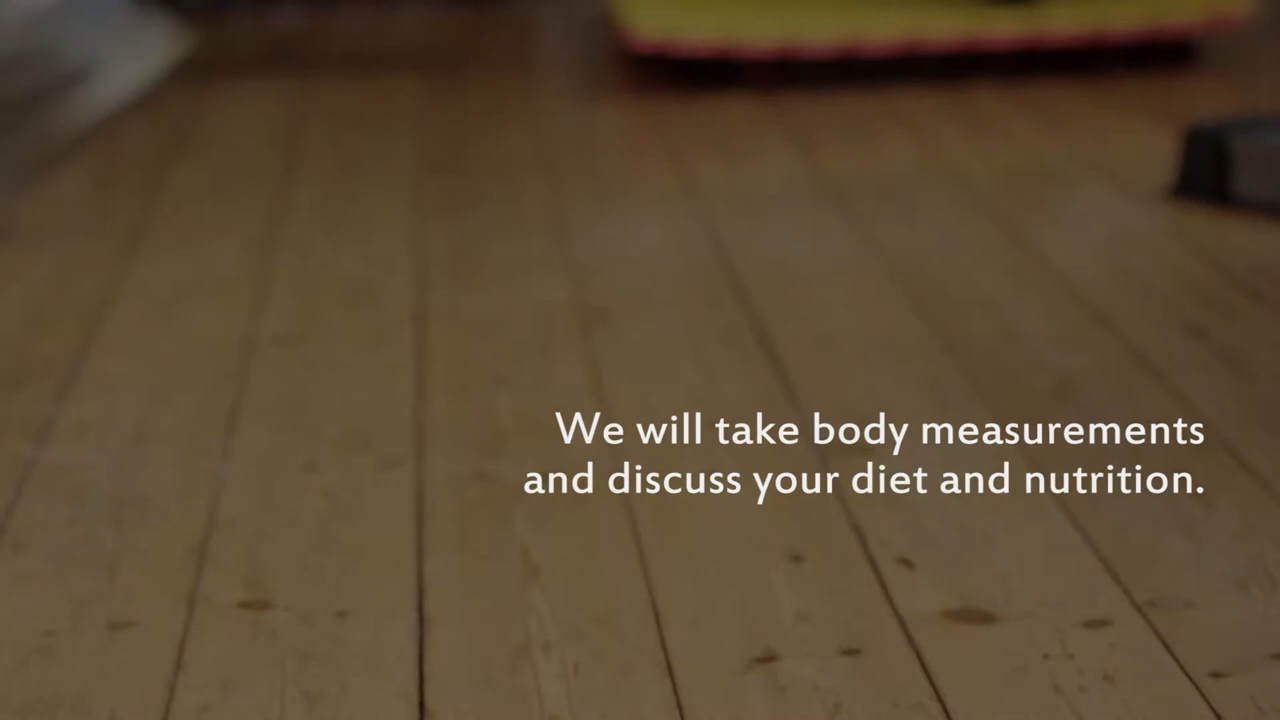 We will take body measurements
and discuss your diet and nutrition.